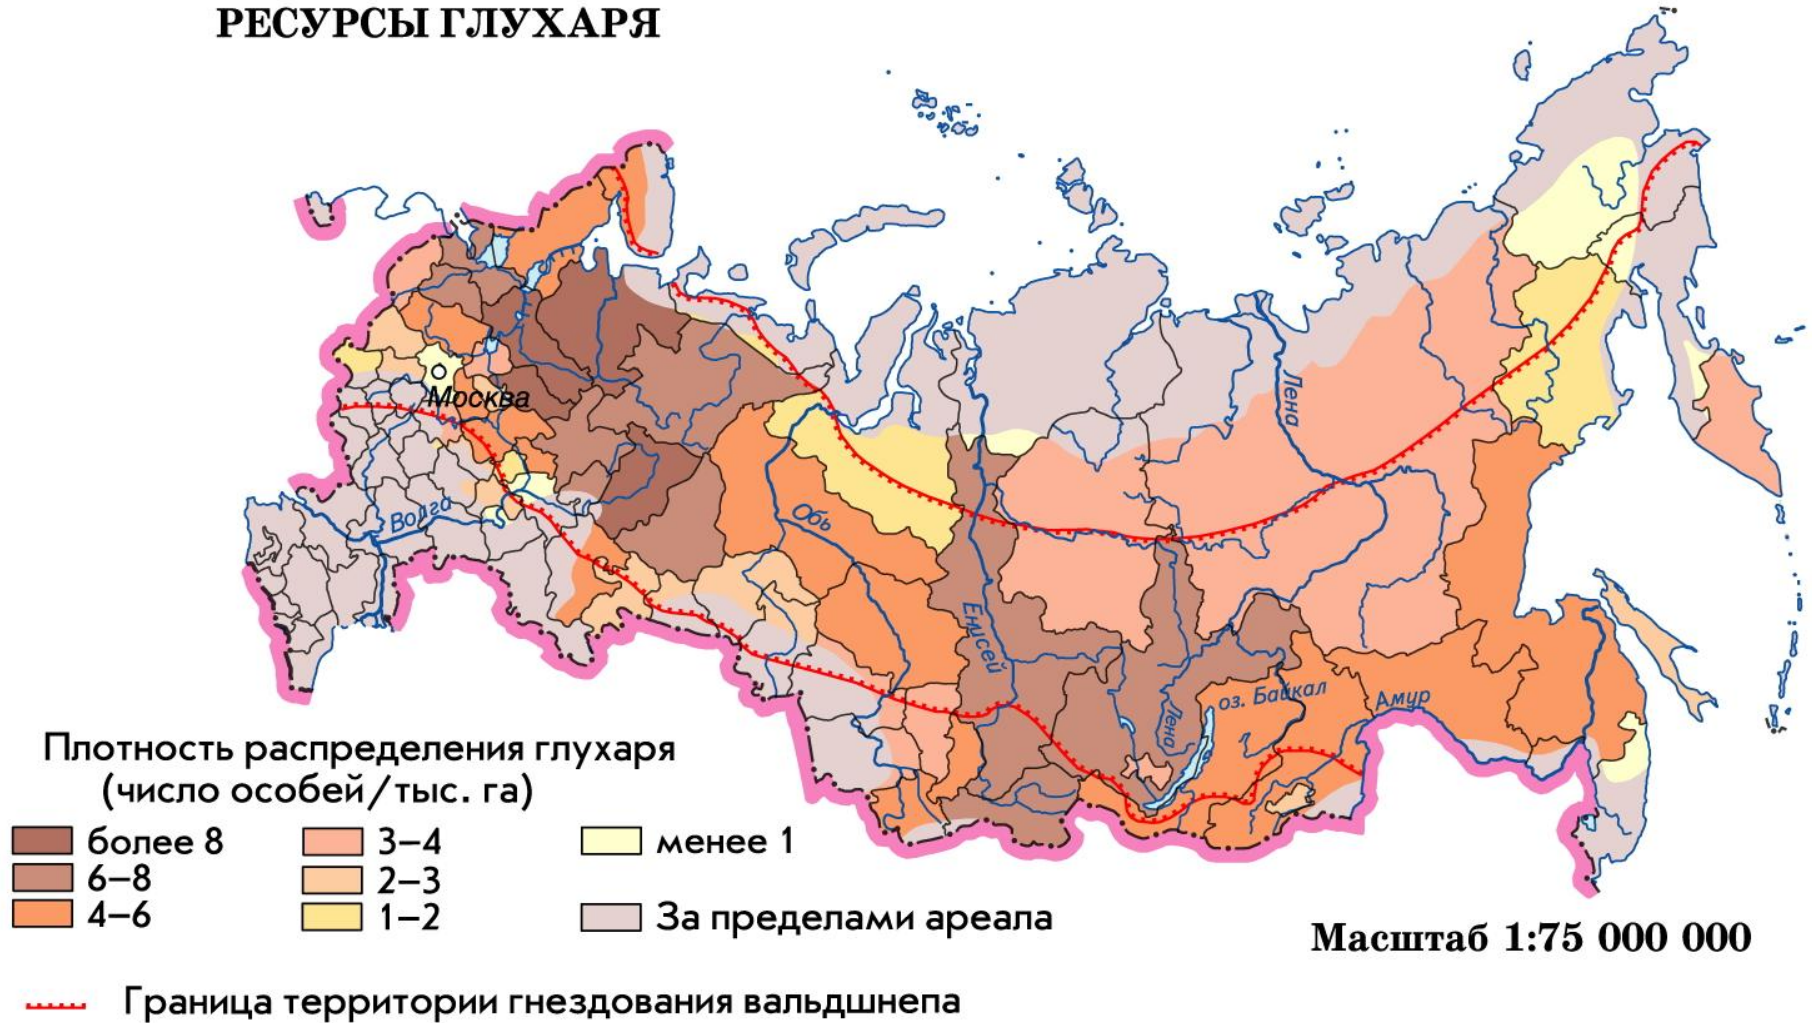 РЕСУРСЫ ГЛУХАРЯ
Москва
Волга
Обь
Енисей
Лена
Лена
оз. Байкал
Амур
Плотность распределения глухаря
(число особей/тыс. га)
более 8
6–8
4–6
3–4
2–3
1–2
менее 1
За пределами ареала
Масштаб 1:75 000 000
Граница территории гнездования вальдшнепа